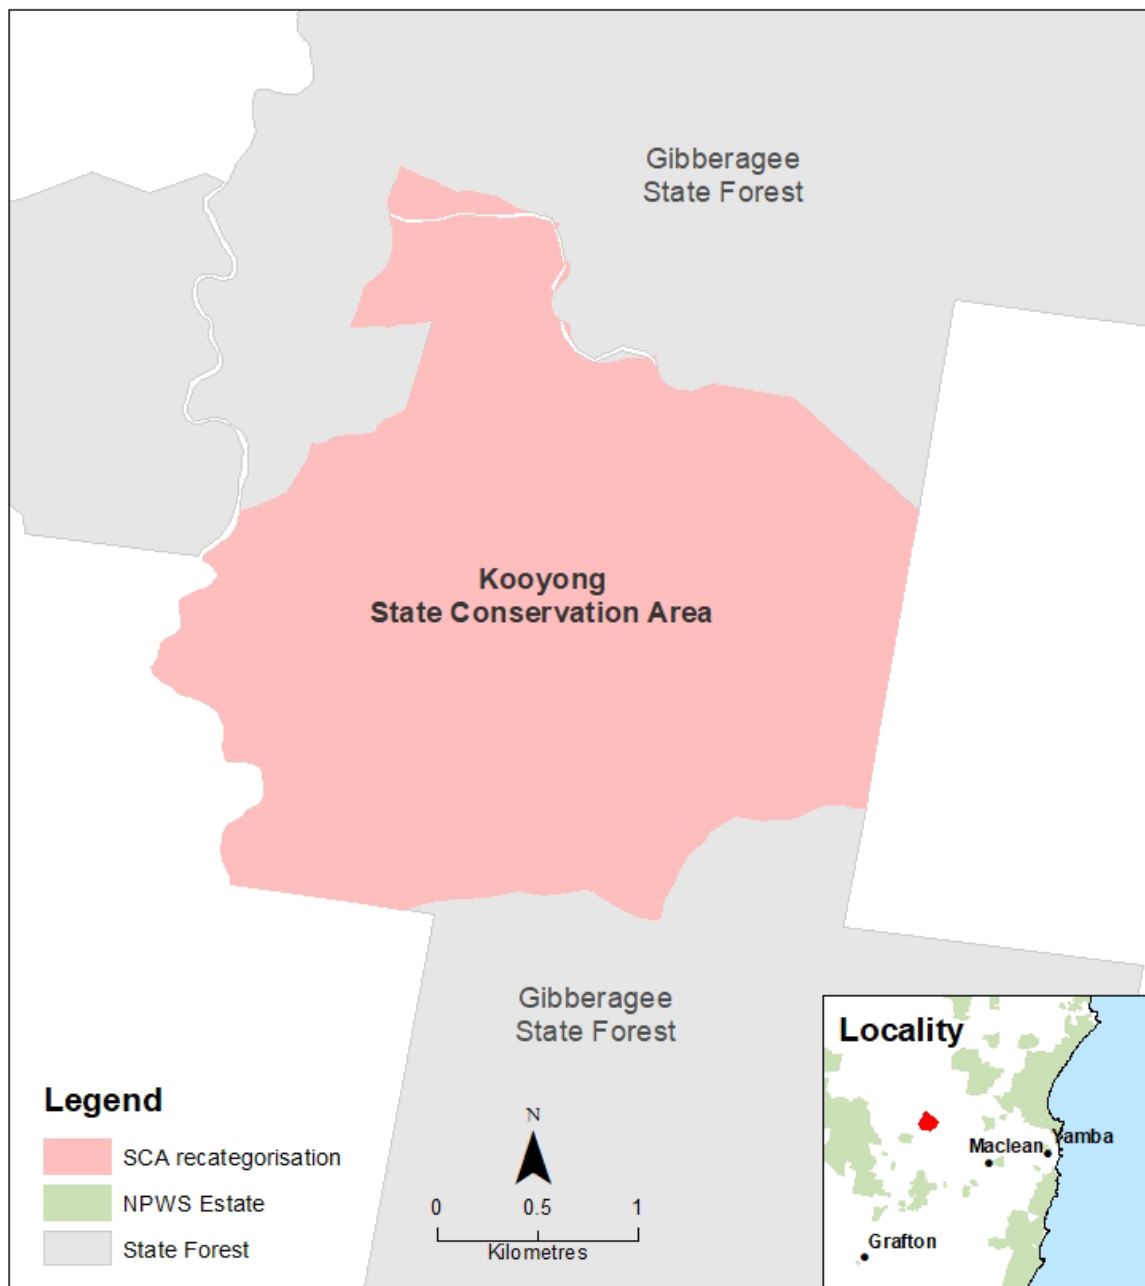 Gibberagee
State Forest
Kooyong
State Conservation Area
Gibberagee
State Forest
Legend
SCA recategorisation
NPWS Estate
State Forest
N
0 0.5 1
Kilometres
Locality
Yamba
Maclean
Grafton